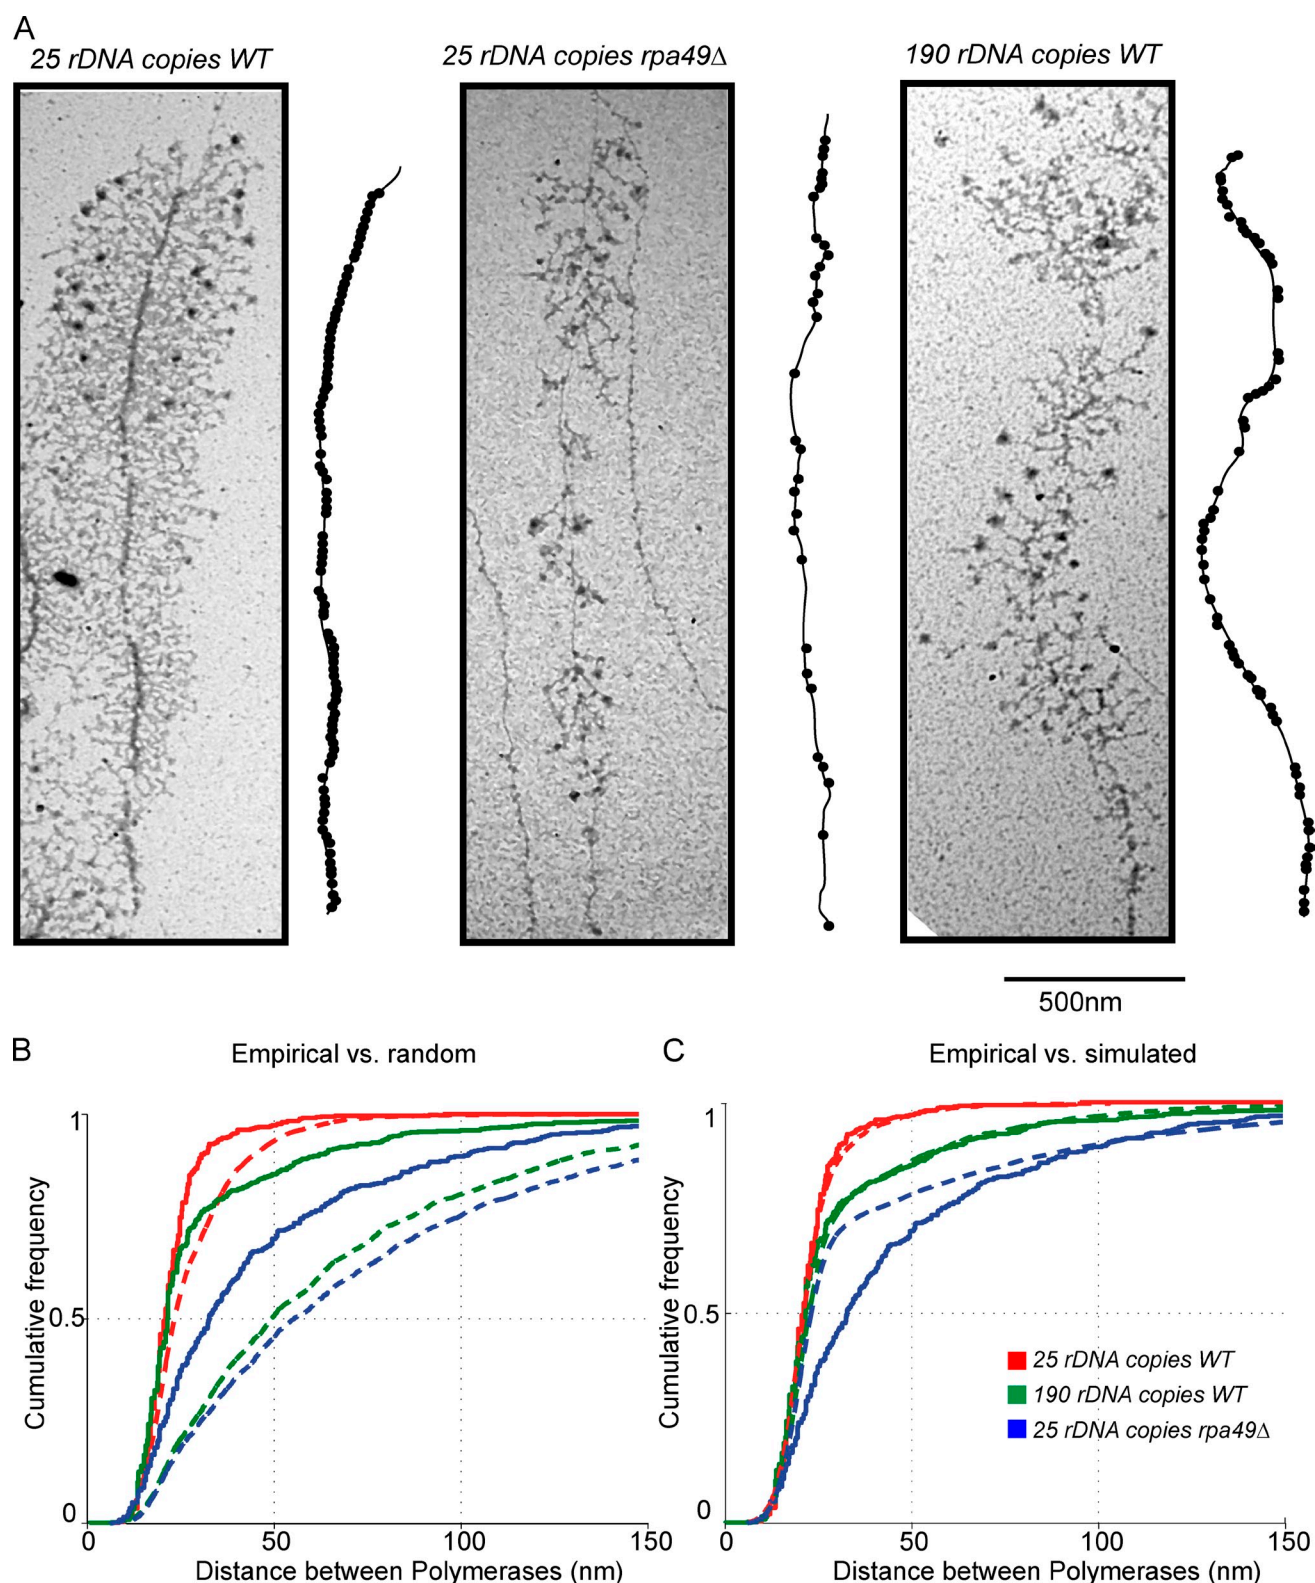 A
25 rDNA copies WT
25 rDNA copies rpa49Δ
190 rDNA copies WT
500nm
B
Empirical vs. random
1
0.5
0
0
50
100
150
Cumulative frequency
Distance between Polymerases (nm)
C
Empirical vs. simulated
1
0.5
0
0
50
100
150
Cumulative frequency
Distance between Polymerases (nm)
25 rDNA copies WT
190 rDNA copies WT
25 rDNA copies rpa49Δ